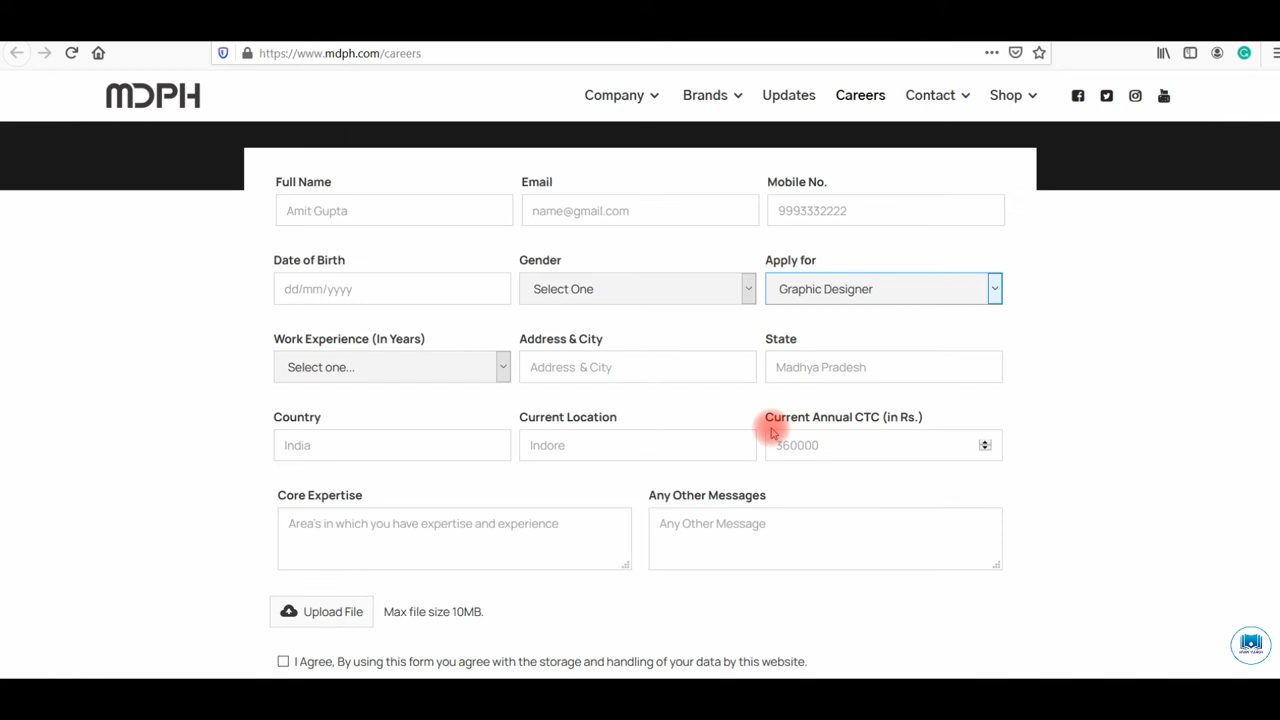 https://www.mdph.com/careers
MDPH
Company
Brands
Updates
Careers
Contact
Shop
Full Name
Email
Mobile No.
Amit Gupta
name@gmail.com
9993332222
Date of Birth
Gender
Apply for
dd/mm/yyyy
Select One
Graphic Designer
Work Experience (In Years)
Address & City
State
Select one...
Address & City
Madhya Pradesh
Country
Current Location
Current Annual CTC (in Rs.)
India
Indore
360000
Core Expertise
Any Other Messages
Area's in which you have expertise and experience
Any Other Message
Upload File
Max file size 10MB.
I Agree, By using this form you agree with the storage and handling of your data by this website.